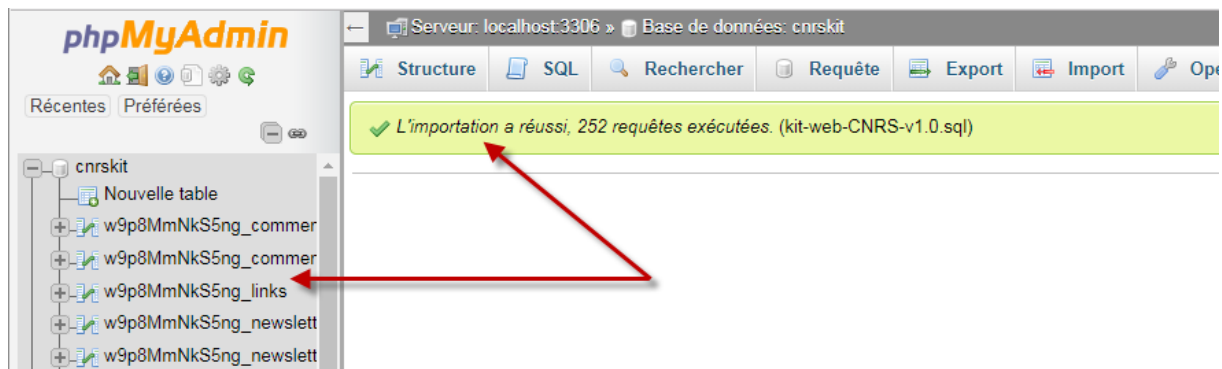 phpMyAdmin
Récentes Préférées
cnrskit
Nouvelle table
w9p8MmNkS5ng_commer
w9p8MmNkS5ng_commer
w9p8MmNkS5ng_links
w9p8MmNkS5ng_newslett
w9p8MmNkS5ng_newslett
Serveur: localhost:3306 » Base de données: cnrskit
Structure SQL Rechercher Requête Export Import Ope
L'importation a réussi, 252 requêtes exécutées. (kit-web-CNRS-v1.0.sql)